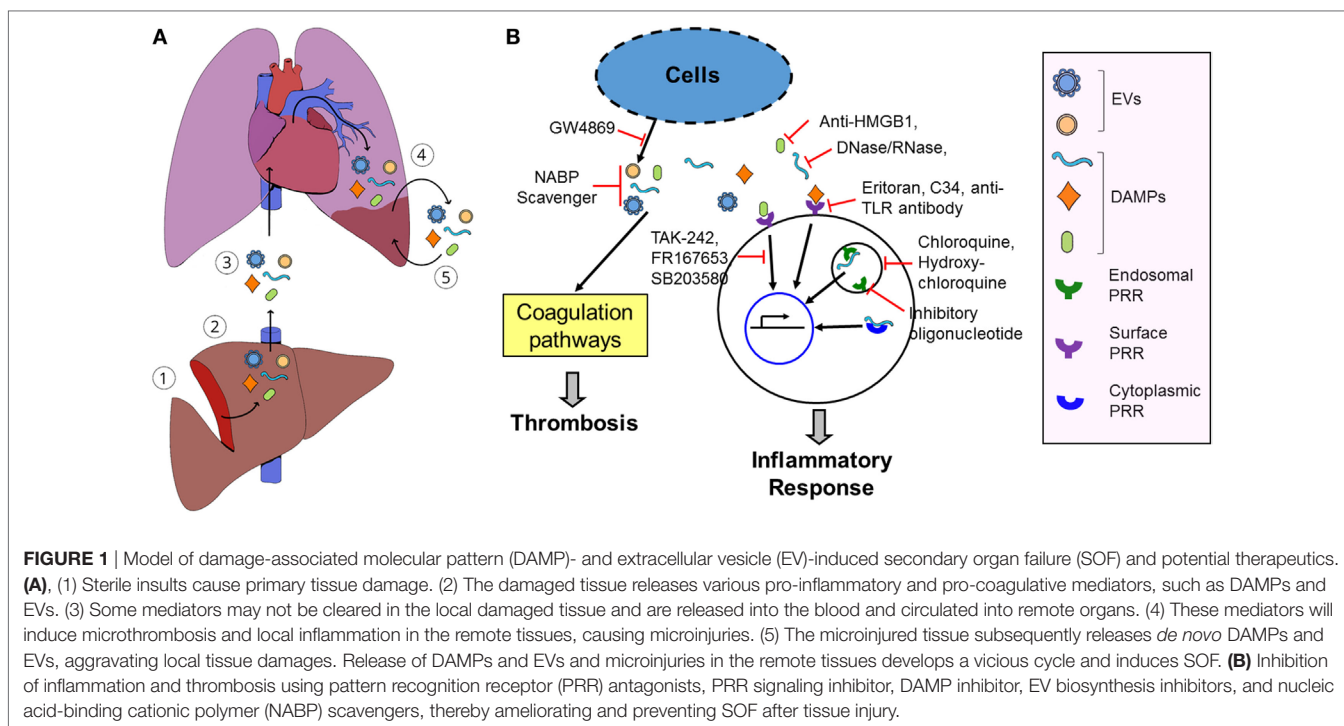 A
B
Cells
GW4869
NABP
Scavenger
Anti-HMGB1,
DNase/RNase,
Eritoran, C34, anti-
TLR antibody
TAK-242,
FR167653
SB203580
Chloroquine,
Hydroxy-
chloroquine
Inhibitory
oligonucleotide
Coagulation
pathways
Thrombosis
Inflammatory
Response
1
2
3
4
5
EVs
DAMPs
Endosomal
PRR
Surface
PRR
Cytoplasmic
PRR
FIGURE 1 | Model of damage-associated molecular pattern (DAMP)- and extracellular vesicle (EV)-induced secondary organ failure (SOF) and potential therapeutics.
(A), (1) Sterile insults cause primary tissue damage. (2) The damaged tissue releases various pro-inflammatory and pro-coagulative mediators, such as DAMPs and
EVs. (3) Some mediators may not be cleared in the local damaged tissue and are released into the blood and circulated into remote organs. (4) These mediators will
induce microthrombosis and local inflammation in the remote tissues, causing microinjuries. (5) The microinjured tissue subsequently releases de novo DAMPs and
EVs, aggravating local tissue damages. Release of DAMPs and EVs and microinjuries in the remote tissues develops a vicious cycle and induces SOF. (B) Inhibition
of inflammation and thrombosis using pattern recognition receptor (PRR) antagonists, PRR signaling inhibitor, DAMP inhibitor, EV biosynthesis inhibitors, and nucleic
acid-binding cationic polymer (NABP) scavengers, thereby ameliorating and preventing SOF after tissue injury.